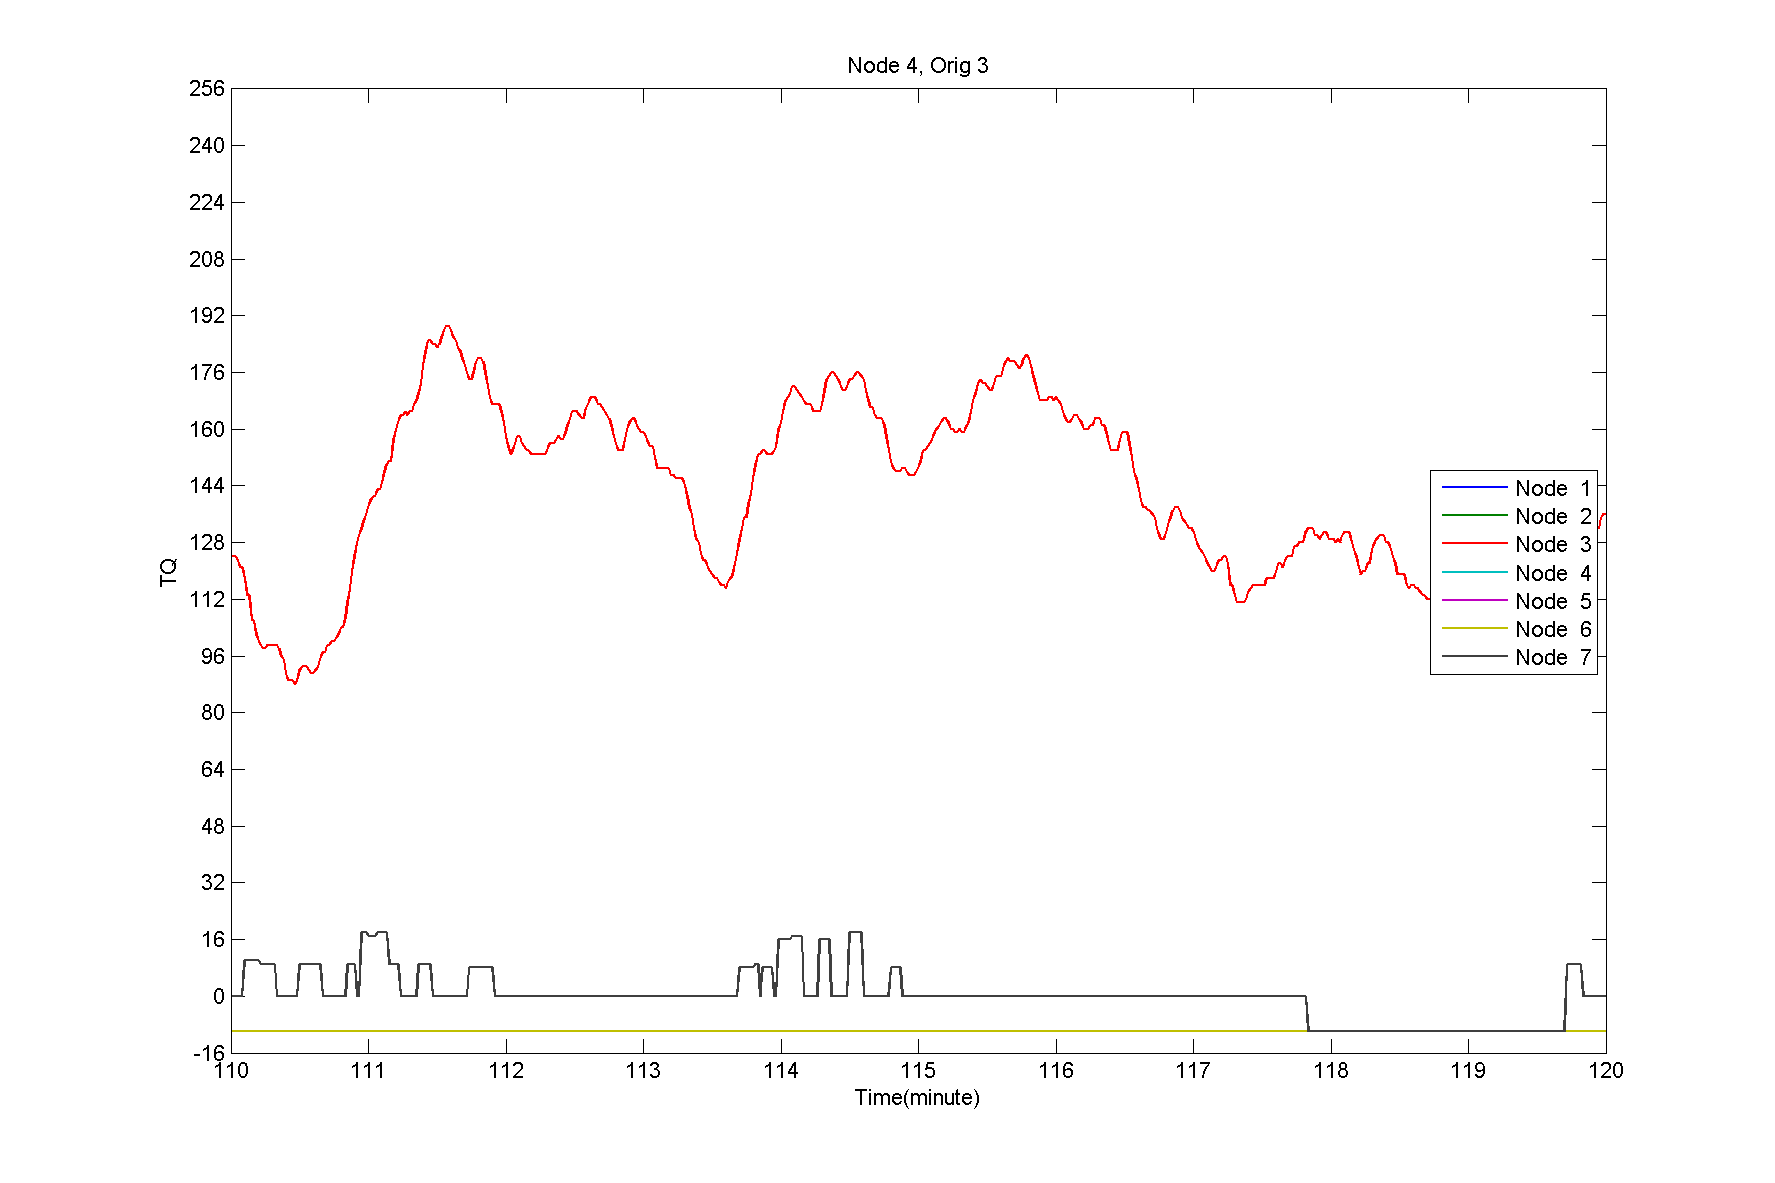 Node 4, Orig 3
256
240
224
208
192
176
160
144
128
112
96
80
64
48
32
16
0
-16
TQ
Node 1
Node 2
Node 3
Node 4
Node 5
Node 6
Node 7
110 111 112 113 114 115 116 117 118 119 120
Time(minute)